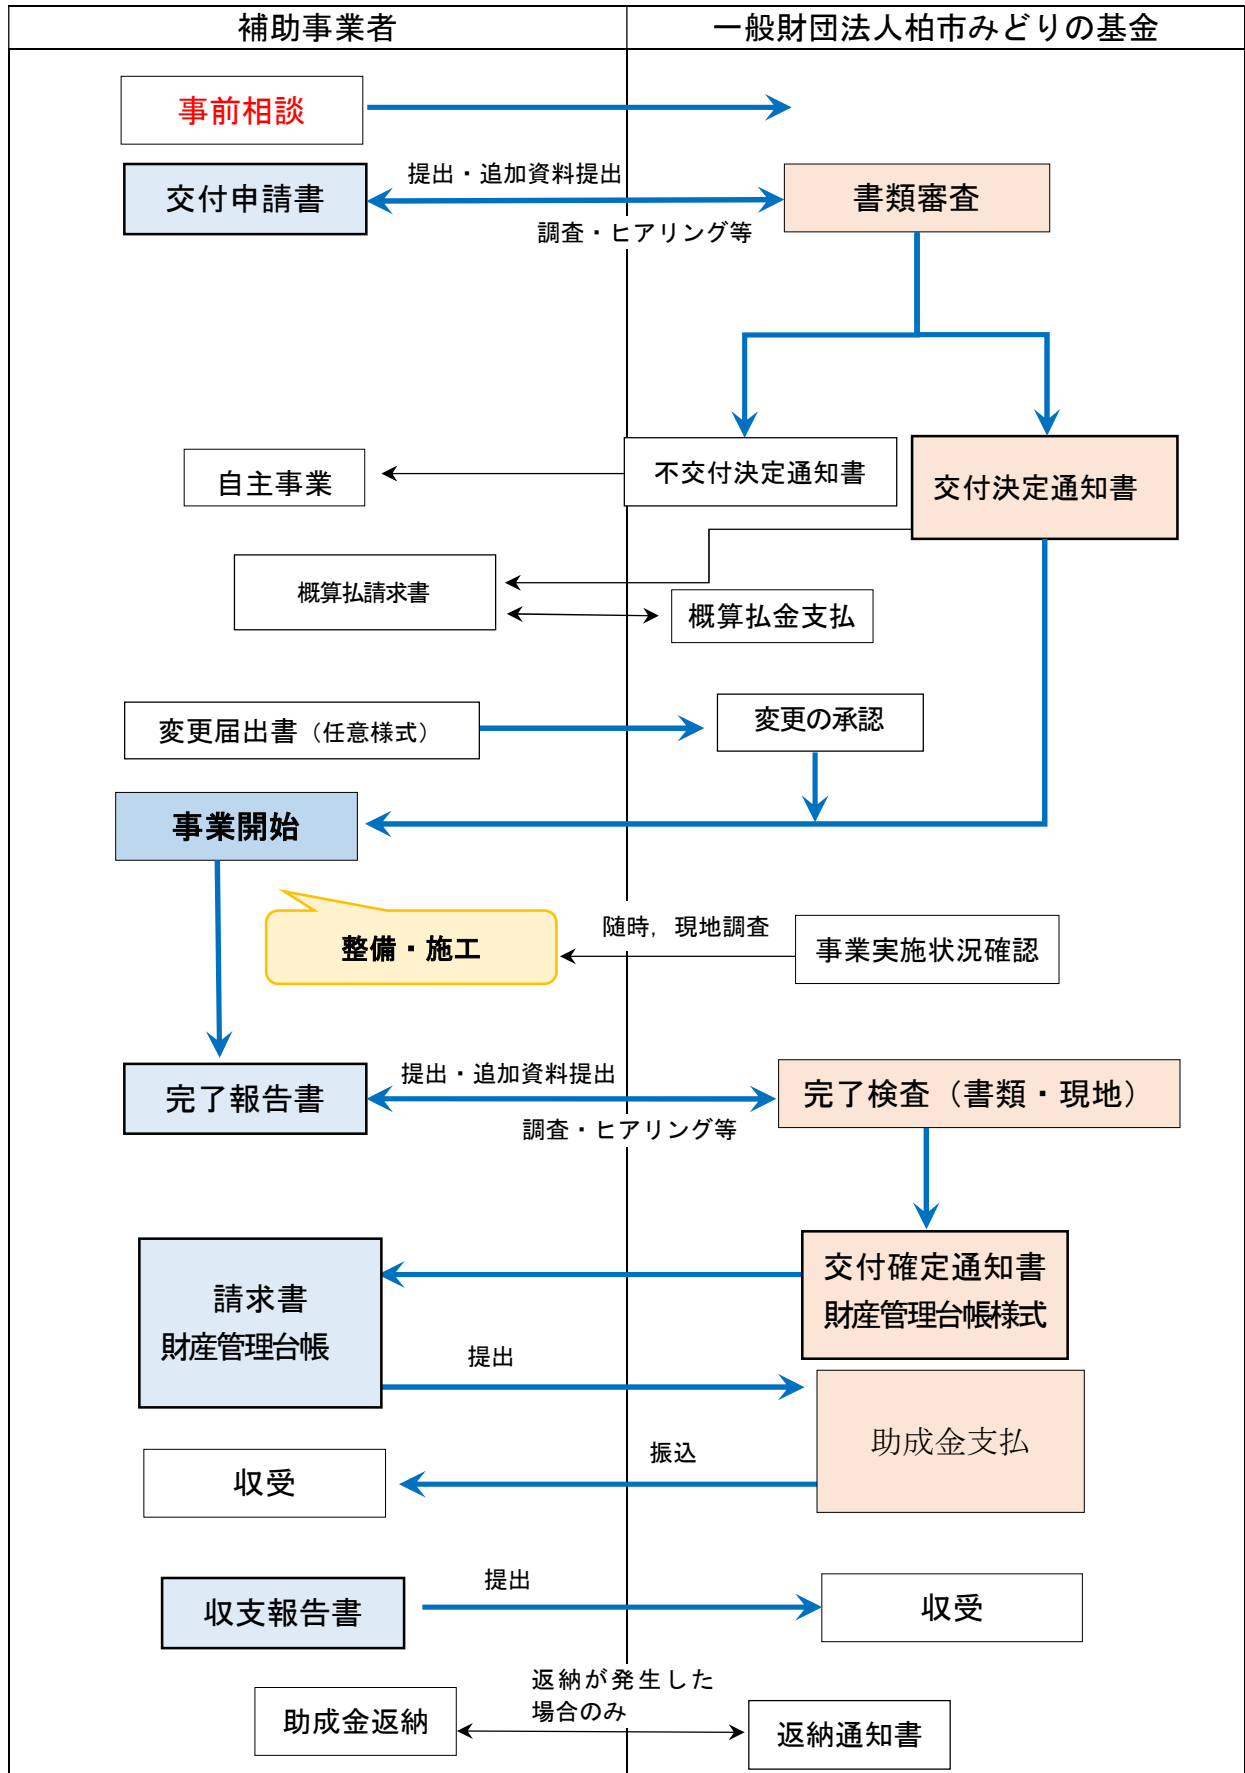 補助事業者
一般財団法人柏市みどりの基金
事前相談
交付申請書
提出・追加資料提出
調査・ヒアリング等
書類審査
自主事業
不交付決定通知書
交付決定通知書
概算払請求書
概算払金支払
変更届出書（任意様式）
変更の承認
事業開始
整備・施工
随時，現地調査
事業実施状況確認
完了報告書
提出・追加資料提出
調査・ヒアリング等
完了検査（書類・現地）
交付確定通知書
財産管理台帳様式
請求書
財産管理台帳
提出
助成金支払
振込
収受
収支報告書
提出
収受
助成金返納
返納が発生した
場合のみ
返納通知書